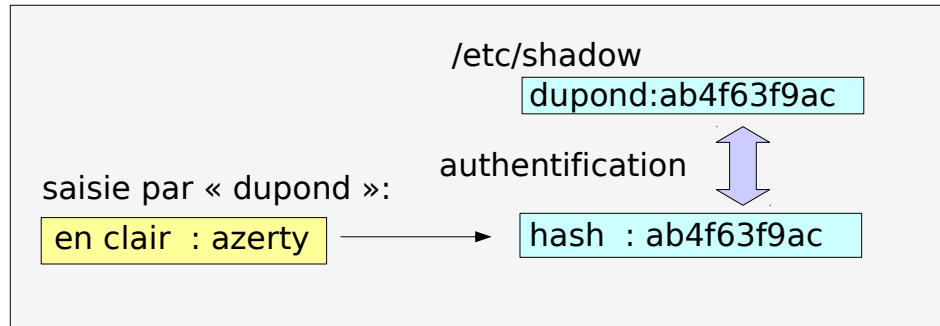 /etc/shadow
dupond:ab4f63f9ac
authentification
saisie par « dupond »:
en clair : azerty
hash : ab4f63f9ac